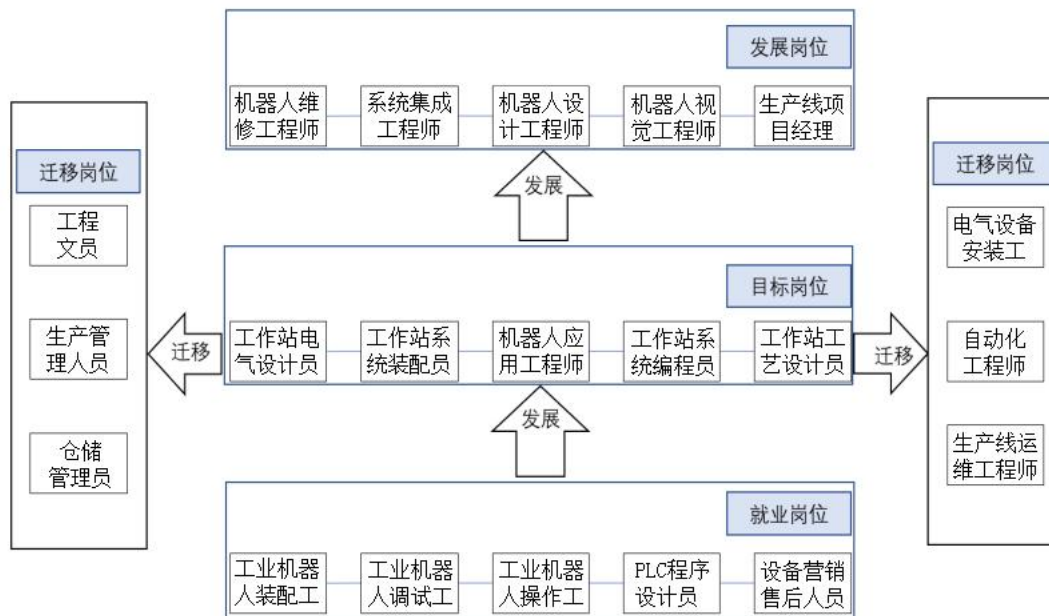 发展岗位
机器人维
修工程师
系统集成
工程师
机器人设
计工程师
机器人视
觉工程师
生产线项
目经理
发展
迁移岗位
工程
文员
生产管
理人员
仓储
管理员
迁移
目标岗位
工作站电
气设计员
工作站系
统装配员
机器人应
用工程师
工作站系
统编程员
工作站工
艺设计员
迁移
迁移岗位
电气设备
安装工
自动化
工程师
生产线运
维工程师
发展
就业岗位
工业机器
人装配工
工业机器
人调试工
工业机器
人操作工
PLC程序
设计员
设备营销
售后人员